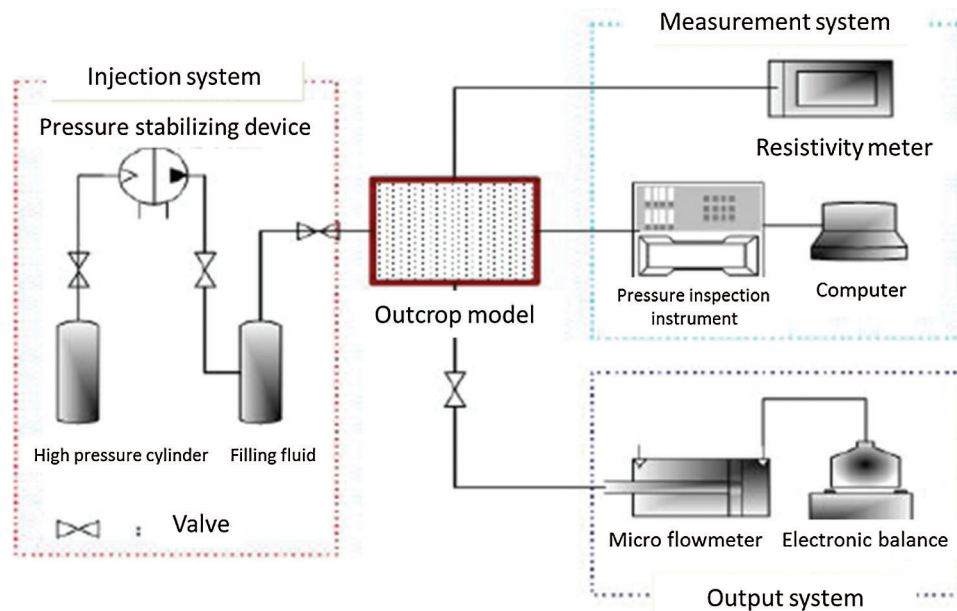 Measurement system
Injection system
Pressure stabilizing device
Resistivity meter
Outcrop model
Pressure inspection
instrument
Computer
High pressure cylinder
Filling fluid
: Valve
Micro flowmeter
Electronic balance
Output system